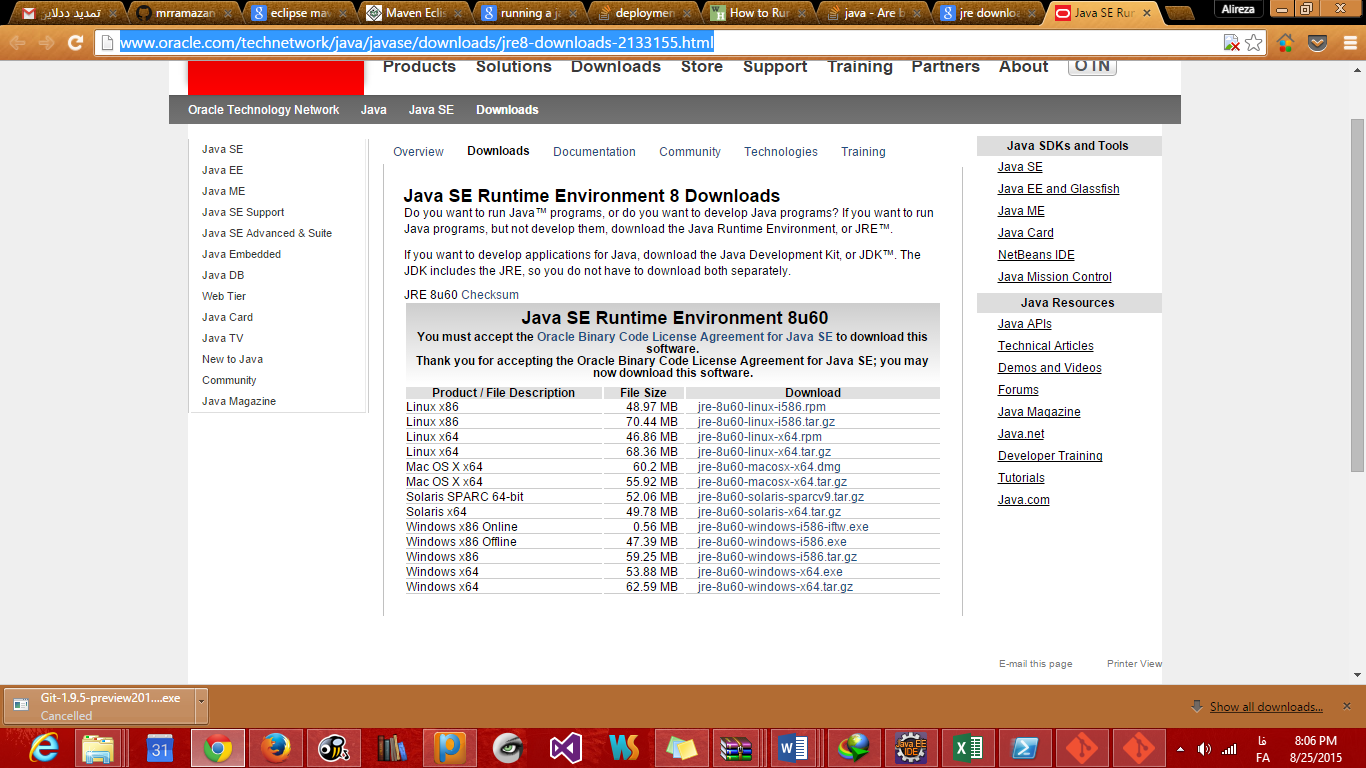 تمدید ددلاین
mrramazan
eclipse mav
Maven Eclis
running a ja
deploymen
How to Run
java - Are b
jre downloa
Java SE Run
Alireza
www.oracle.com/technetwork/java/javase/downloads/jre8-downloads-2133155.html
Products Solutions Downloads Store Support Training Partners About OTN
Oracle Technology Network Java Java SE Downloads
Java SE
Java EE
Java ME
Java SE Support
Java SE Advanced & Suite
Java Embedded
Java DB
Web Tier
Java Card
Java TV
New to Java
Community
Java Magazine
Overview Downloads Documentation Community Technologies Training
Java SE Runtime Environment 8 Downloads
Do you want to run Java™ programs, or do you want to develop Java programs? If you want to run
Java programs, but not develop them, download the Java Runtime Environment, or JRE™.
If you want to develop applications for Java, download the Java Development Kit, or JDK™. The
JDK includes the JRE, so you do not have to download both separately.
JRE 8u60 Checksum
Java SE Runtime Environment 8u60
You must accept the Oracle Binary Code License Agreement for Java SE to download this
software.
Thank you for accepting the Oracle Binary Code License Agreement for Java SE; you may
now download this software.
Product / File Description File Size Download
Linux x86 48.97 MB jre-8u60-linux-i586.rpm
Linux x86 70.44 MB jre-8u60-linux-i586.tar.gz
Linux x64 46.86 MB jre-8u60-linux-x64.rpm
Linux x64 68.36 MB jre-8u60-linux-x64.tar.gz
Mac OS X x64 60.2 MB jre-8u60-macosx-x64.dmg
Mac OS X x64 55.92 MB jre-8u60-macosx-x64.tar.gz
Solaris SPARC 64-bit 52.06 MB jre-8u60-solaris-sparcv9.tar.gz
Solaris x64 49.78 MB jre-8u60-solaris-x64.tar.gz
Windows x86 Online 0.56 MB jre-8u60-windows-i586-iftw.exe
Windows x86 Offline 47.39 MB jre-8u60-windows-i586.exe
Windows x86 59.25 MB jre-8u60-windows-i586.tar.gz
Windows x64 53.88 MB jre-8u60-windows-x64.exe
Windows x64 62.59 MB jre-8u60-windows-x64.tar.gz
Java SDKs and Tools
Java SE
Java EE and Glassfish
Java ME
Java Card
NetBeans IDE
Java Mission Control
Java Resources
Java APIs
Technical Articles
Demos and Videos
Forums
Java Magazine
Java.net
Developer Training
Tutorials
Java.com
E-mail this page Printer View
Git-1.9.5-preview201....exe
Cancelled
Show all downloads...
31
Java EE
IDE
فا
FA
8:06 PM
8/25/2015